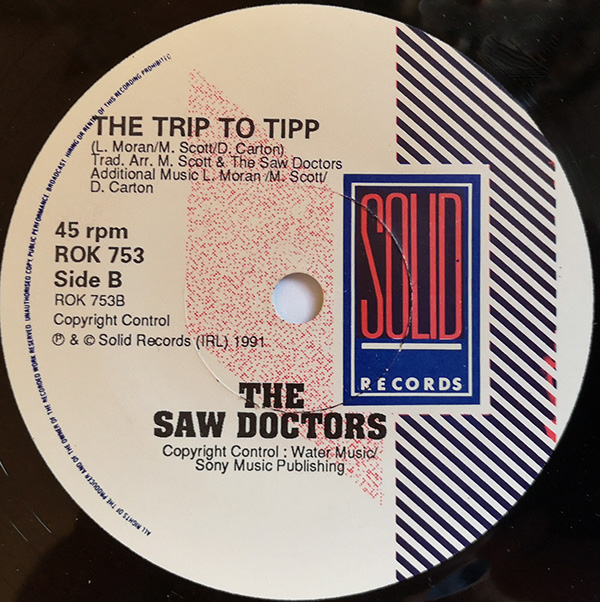 THE TRIP TO TIPP
(L. Moran/M. Scott/D. Carton)
Trad. Arr. M. Scott & The Saw Doctors
Additional Music L. Moran /M. Scott/
D. Carton
45 rpm
ROK 753
Side B
ROK 753B
Copyright Control
℗ & © Solid Records (IRL) 1991
SOLID
RECORDS
THE
SAW DOCTORS
Copyright Control : Water Music/
Sony Music Publishing
ALL RIGHTS OF THE PRODUCER AND OF THE OWNER OF THE RECORDED WORK RESERVED. UNAUTHORISED COPY, PUBLIC PERFORMANCE, BROADCAST, HIRING OR RENTAL OF THIS RECORDING PROHIBITED